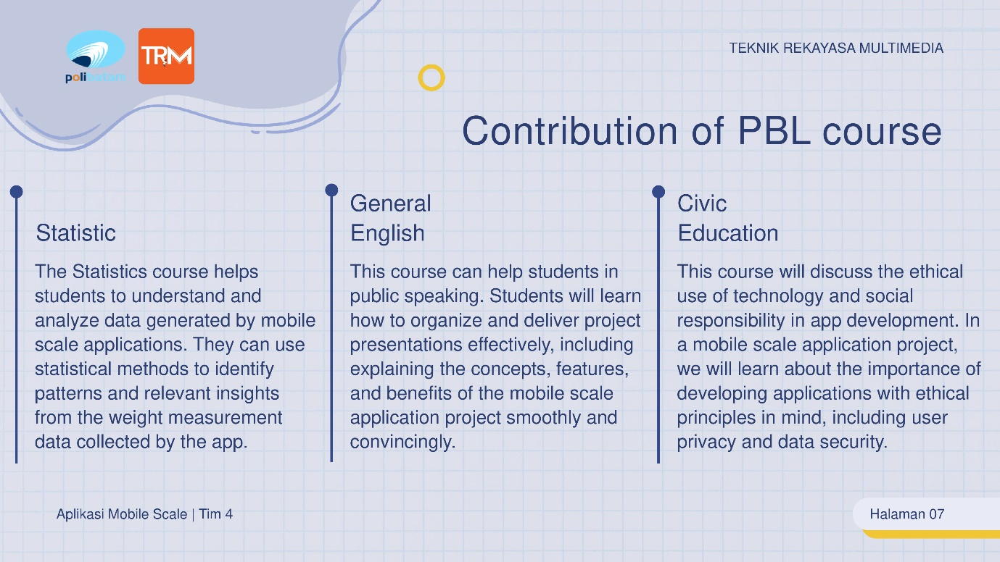 polibatam
TRM
TEKNIK REKAYASA MULTIMEDIA
Contribution of PBL course
Statistic
The Statistics course helps
students to understand and
analyze data generated by mobile
scale applications. They can use
statistical methods to identify
patterns and relevant insights
from the weight measurement
data collected by the app.
General
English
This course can help students in
public speaking. Students will learn
how to organize and deliver project
presentations effectively, including
explaining the concepts, features,
and benefits of the mobile scale
application project smoothly and
convincingly.
Civic
Education
This course will discuss the ethical
use of technology and social
responsibility in app development. In
a mobile scale application project,
we will learn about the importance of
developing applications with ethical
principles in mind, including user
privacy and data security.
Aplikasi Mobile Scale | Tim 4
Halaman 07